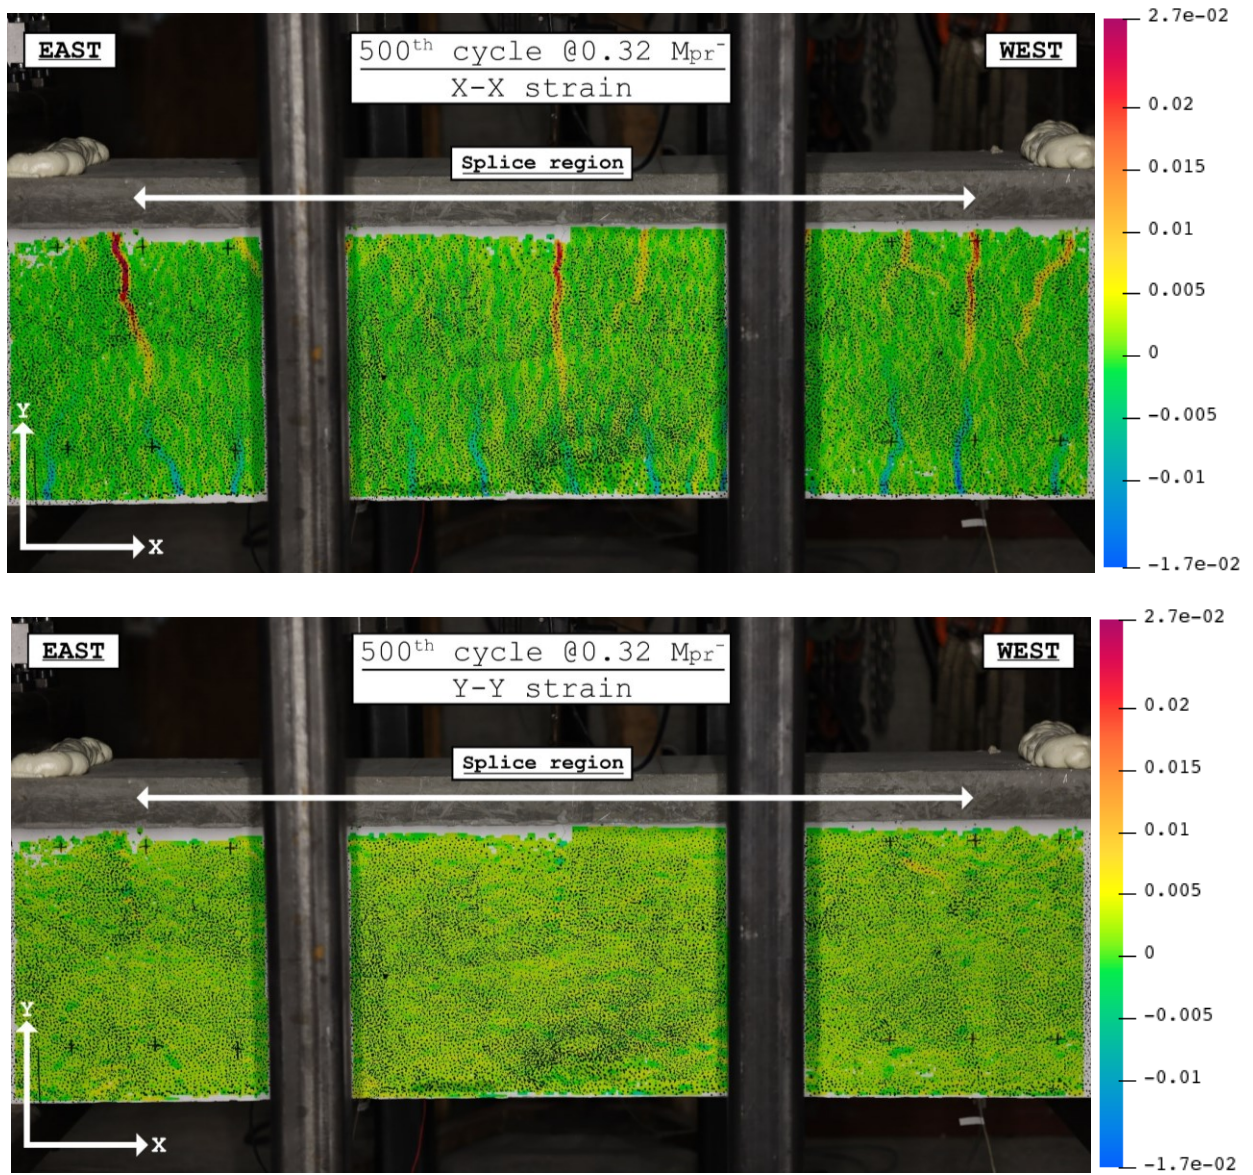 EAST
500th cycle @0.32 Mpr-
X-X strain
WEST
Splice region
Y
X
2.7e-02
0.02
0.015
0.01
0.005
0
-0.005
-0.01
-1.7e-02
EAST
500th cycle @0.32 Mpr-
Y-Y strain
WEST
Splice region
Y
X
2.7e-02
0.02
0.015
0.01
0.005
0
-0.005
-0.01
-1.7e-02